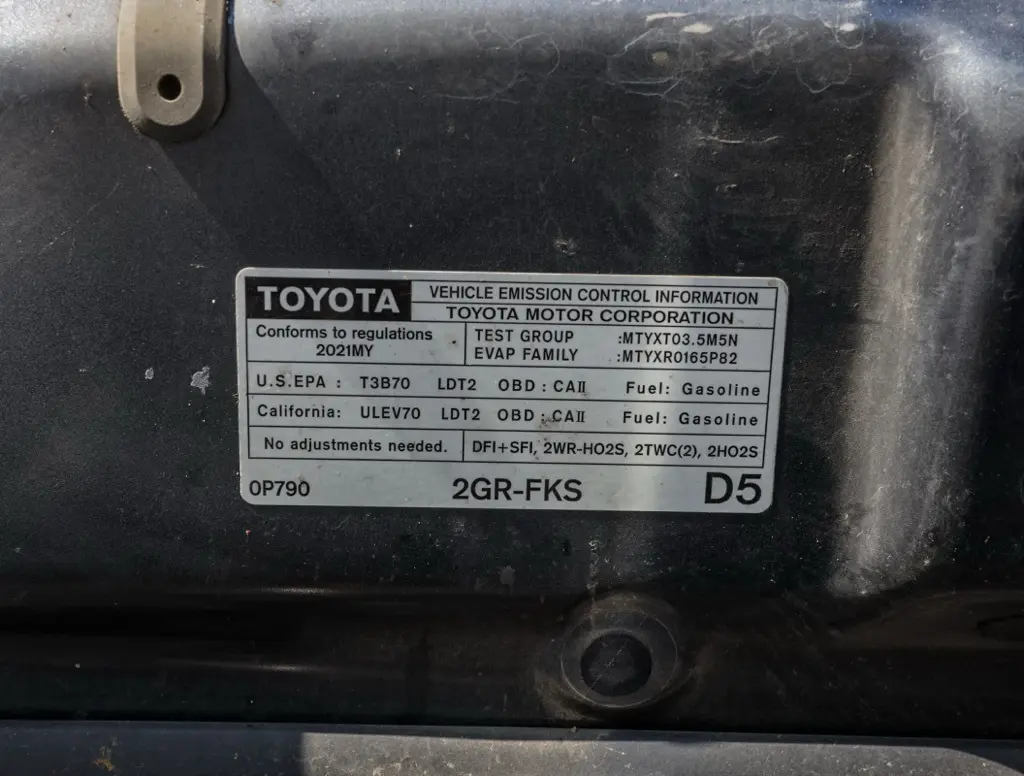 TOYOTA
VEHICLE EMISSION CONTROL INFORMATION
TOYOTA MOTOR CORPORATION
Conforms to regulations
2021MY
TEST GROUP :MTYXT03.5M5N
EVAP FAMILY :MTYXR0165P82
U.S.EPA : T3B70 LDT2 OBD : CAII Fuel: Gasoline
California: ULEV70 LDT2 OBD : CAII Fuel: Gasoline
No adjustments needed.
DFI+SFI, 2WR-HO2S, 2TWC(2), 2HO2S
0P790 2GR-FKS D5